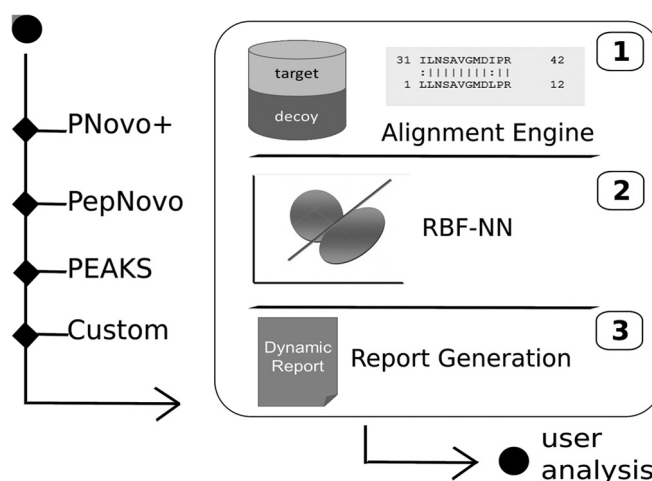 PNovo+
PepNovo
PEAKS
Custom
1
target
decoy
31 ILNSAVGMDIPR 42
:||||||||:||
1 LLNSAVGMDLPR 12
Alignment Engine
2
RBF-NN
3
Dynamic
Report
Report Generation
user
analysis